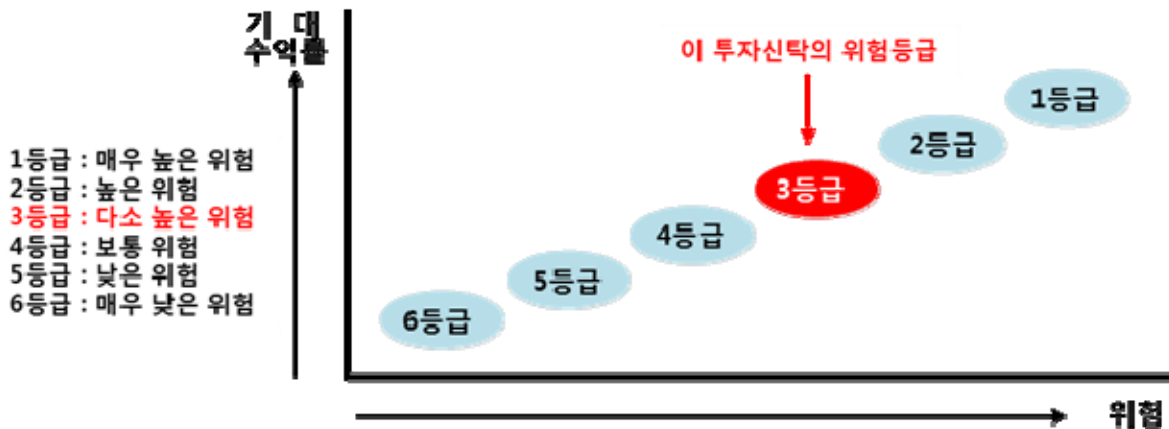 기 대
수익률
이 투자신탁의 위험등급
1등급
2등급
3등급
4등급
5등급
6등급
1등급 : 매우 높은 위험
2등급 : 높은 위험
3등급 : 다소 높은 위험
4등급 : 보통 위험
5등급 : 낮은 위험
6등급 : 매우 낮은 위험
위험